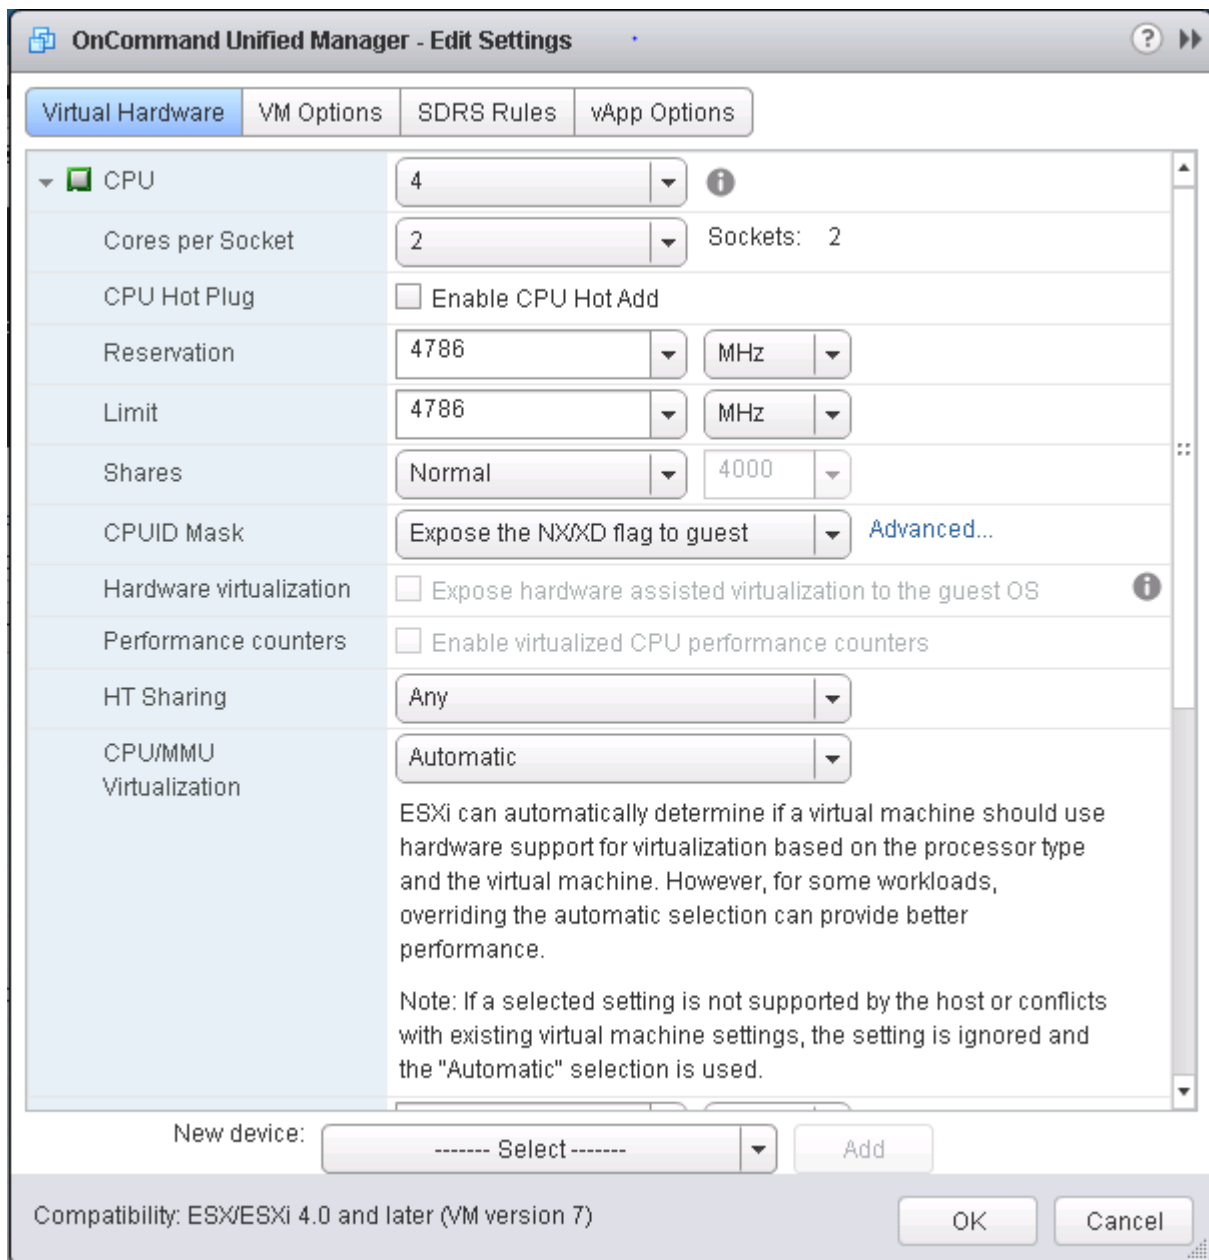 OnCommand Unified Manager - Edit Settings
Virtual Hardware VM Options SDRS Rules vApp Options
CPU 4
Cores per Socket 2 Sockets: 2
CPU Hot Plug Enable CPU Hot Add
Reservation 4786 MHz
Limit 4786 MHz
Shares Normal 4000
CPUID Mask Expose the NX/XD flag to guest Advanced...
Hardware virtualization Expose hardware assisted virtualization to the guest OS
Performance counters Enable virtualized CPU performance counters
HT Sharing Any
CPU/MMU
Virtualization
Automatic
ESXi can automatically determine if a virtual machine should use
hardware support for virtualization based on the processor type
and the virtual machine. However, for some workloads,
overriding the automatic selection can provide better
performance.
Note: If a selected setting is not supported by the host or conflicts
with existing virtual machine settings, the setting is ignored and
the "Automatic" selection is used.
New device: ------- Select ------- Add
Compatibility: ESX/ESXi 4.0 and later (VM version 7) OK Cancel